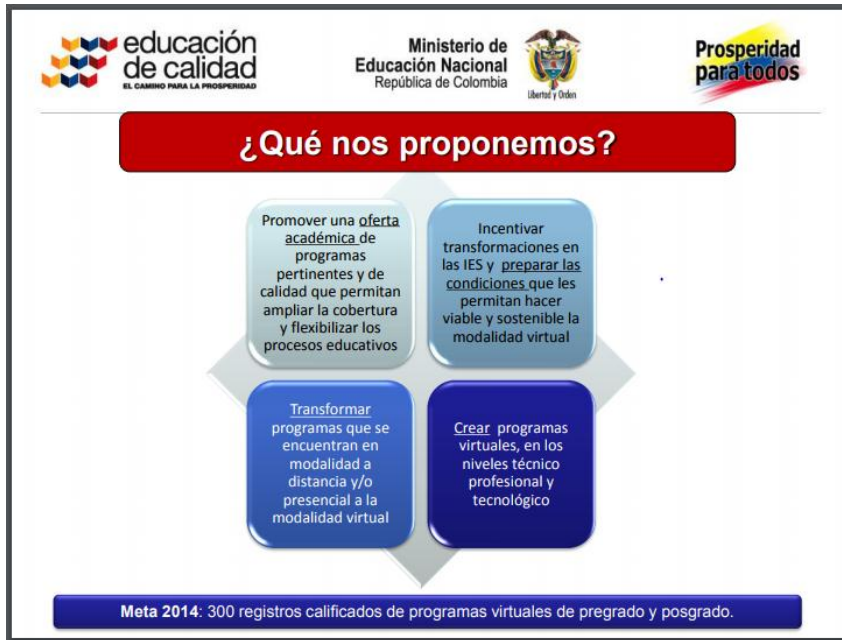 educación
de calidad
EL CAMINO PARA LA PROSPERIDAD
Ministerio de
Educación Nacional
República de Colombia
Libertad y Orden
Prosperidad
para todos
¿Qué nos proponemos?
Promover una oferta
académica de
programas
pertinentes y de
calidad que permitan
ampliar la cobertura
y flexibilizar los
procesos educativos
Incentivar
transformaciones en
las IES y preparar las
condiciones que les
permitan hacer
viable y sostenible la
modalidad virtual
Transformar
programas que se
encuentran en
modalidad a
distancia y/o
presencial a la
modalidad virtual
Crear programas
virtuales, en los
niveles técnico
profesional y
tecnológico
Meta 2014: 300 registros calificados de programas virtuales de pregrado y posgrado.